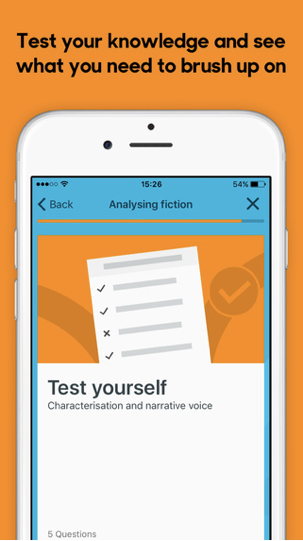 Test your knowledge and see
what you need to brush up on
15:26
54%
Back
Analysing fiction
Test yourself
Characterisation and narrative voice
5 Questions